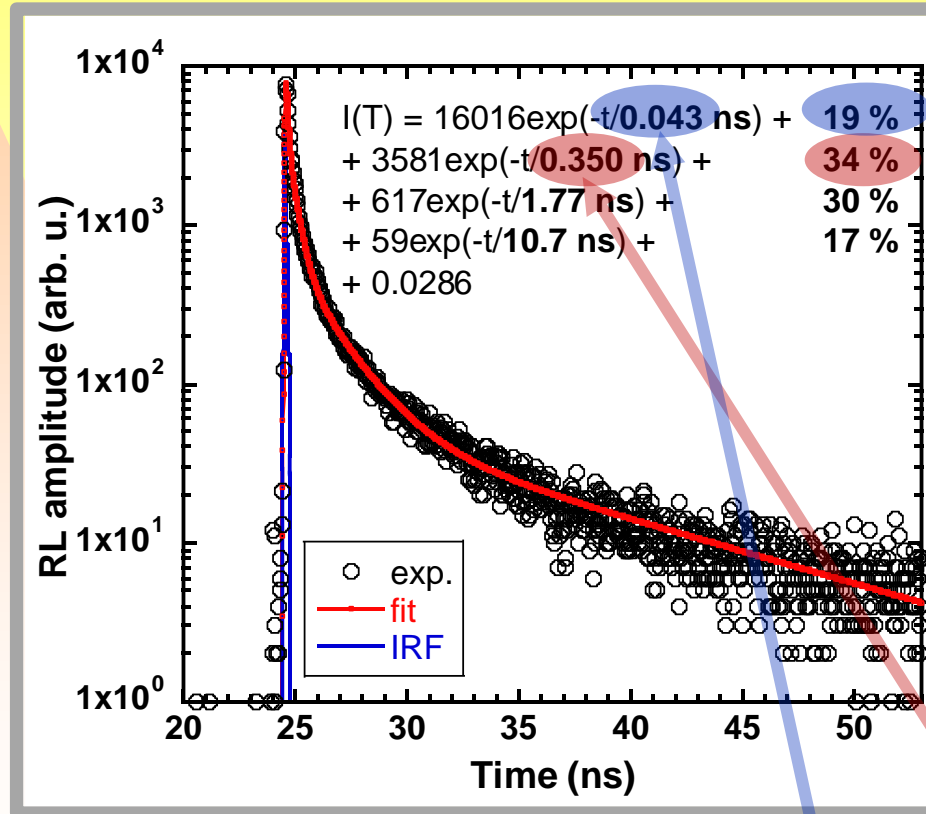 1x10^4
I(T) = 16016exp(-t/0.043 ns) + 19 %
+ 3581exp(-t/0.350 ns) + 34 %
+ 617exp(-t/1.77 ns) + 30 %
+ 59exp(-t/10.7 ns) + 17 %
+ 0.0286
1x10^3
1x10^2
1x10^1
1x10^0
RL amplitude (arb. u.)
exp.
fit
IRF
20 25 30 35 40 45 50
Time (ns)